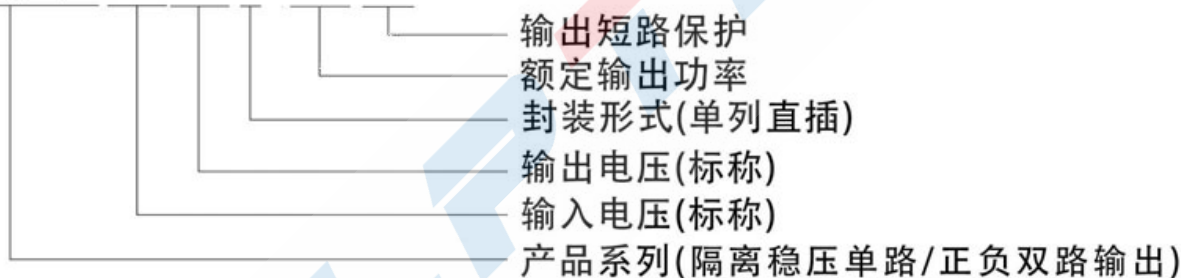 输出短路保护
额定输出功率
封装形式(单列直插)
输出电压(标称)
输入电压(标称)
产品系列(隔离稳压单路/正负双路输出)